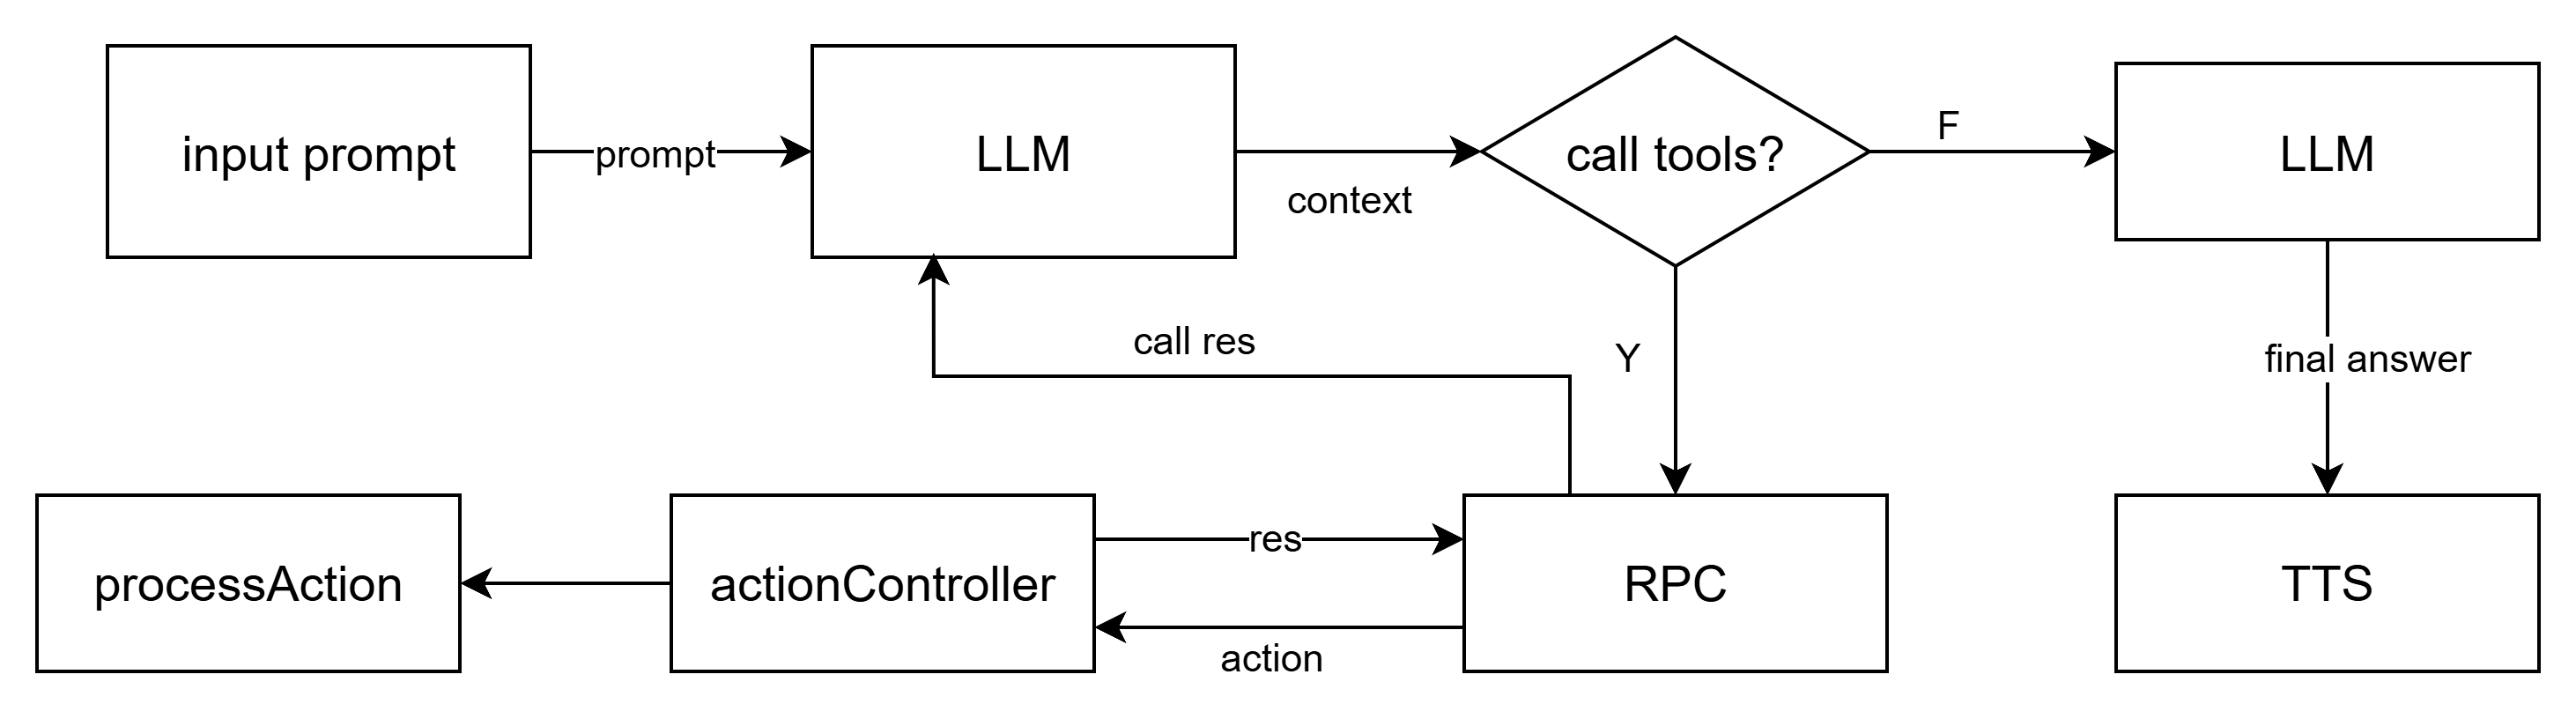 input prompt
prompt
LLM
context
call tools?
F
LLM
call res
Y
final answer
processAction
actionController
res
action
RPC
TTS